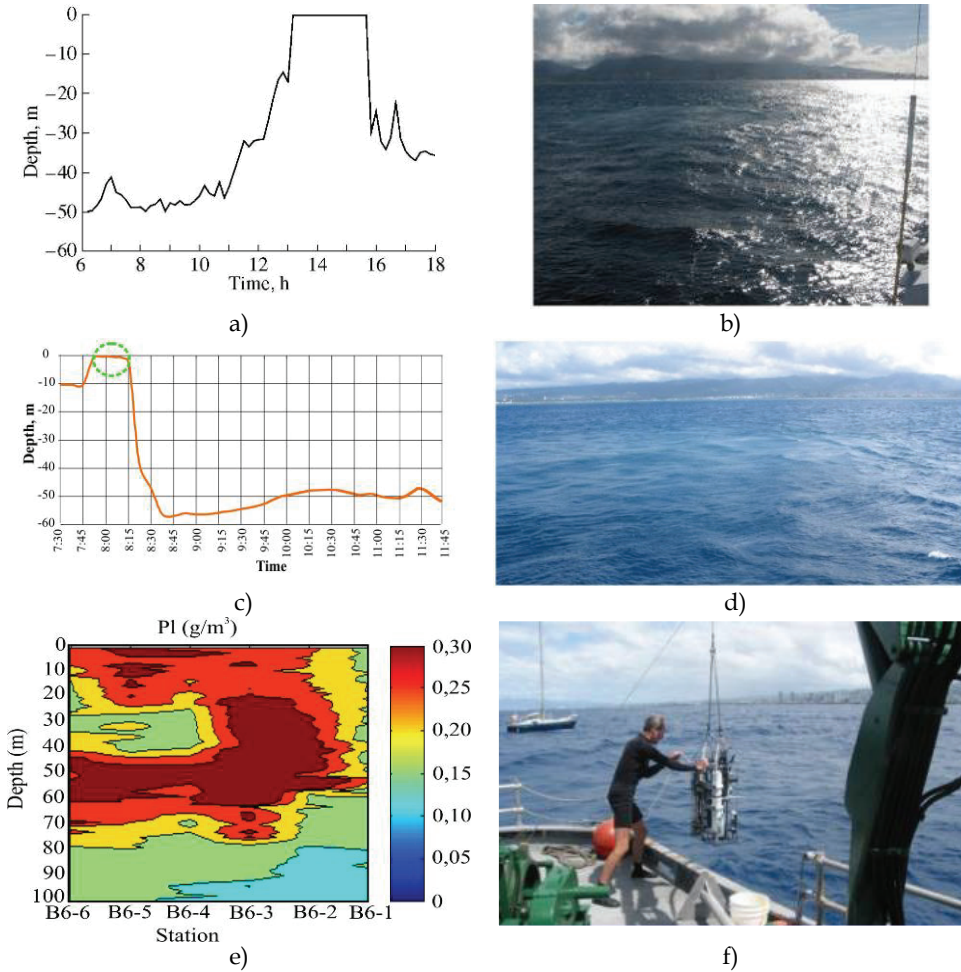 Depth, m
0
−10
−20
−30
−40
−50
−60
6 8 10 12 14 16 18
Time, h
a)
b)
Depth, m
0
-10
-20
-30
-40
-50
-60
7:30 7:45 8:00 8:15 8:30 8:45 9:00 9:15 9:30 9:45 10:00 10:15 10:30 10:45 11:00 11:15 11:30 11:45
Time
c)
d)
Pl (g/m³)
Depth (m)
0
10
20
30
40
50
60
70
80
90
100
B6-6 B6-5 B6-4 B6-3 B6-2 B6-1
Station
0,30
0,25
0,20
0,15
0,10
0,05
0
e)
f)